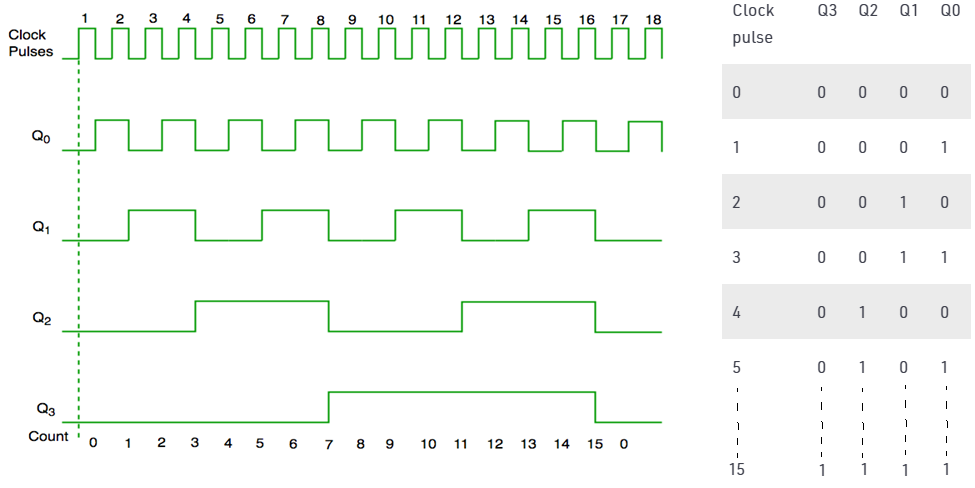 1 2 3 4 5 6 7 8 9 10 11 12 13 14 15 16 17 18
Clock
Pulses
Q0
Q1
Q2
Q3
Count 0 1 2 3 4 5 6 7 8 9 10 11 12 13 14 15 0
Clock Q3 Q2 Q1 Q0
pulse
0 0 0 0 0
1 0 0 0 1
2 0 0 1 0
3 0 0 1 1
4 0 1 0 0
5 0 1 0 1
15 1 1 1 1